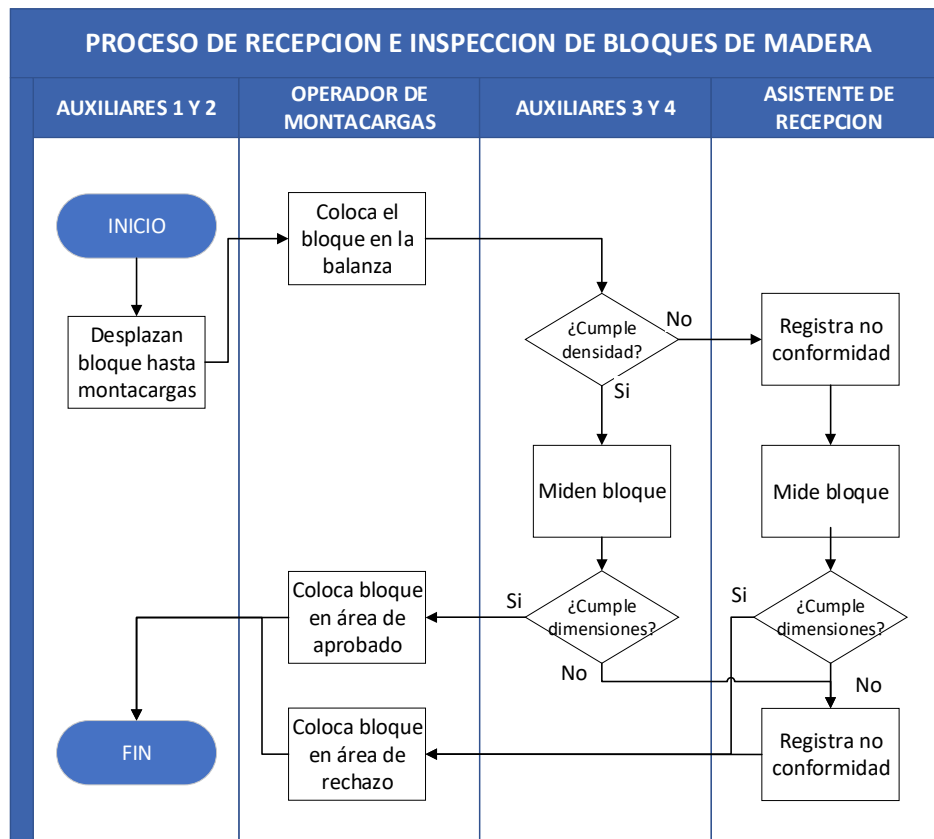 PROCESO DE RECEPCION E INSPECCION DE BLOQUES DE MADERA
AUXILIARES 1 Y 2
OPERADOR DE
MONTACARGAS
AUXILIARES 3 Y 4
ASISTENTE DE
RECEPCION
INICIO
Desplazan
bloque hasta
montacargas
Coloca el
bloque en la
balanza
¿Cumple
densidad?
No
Si
Registra no
conformidad
Miden bloque
Mide bloque
¿Cumple
dimensiones?
Si
No
¿Cumple
dimensiones?
Si
No
Coloca bloque
en área de
aprobado
Coloca bloque
en área de
rechazo
Registra no
conformidad
FIN